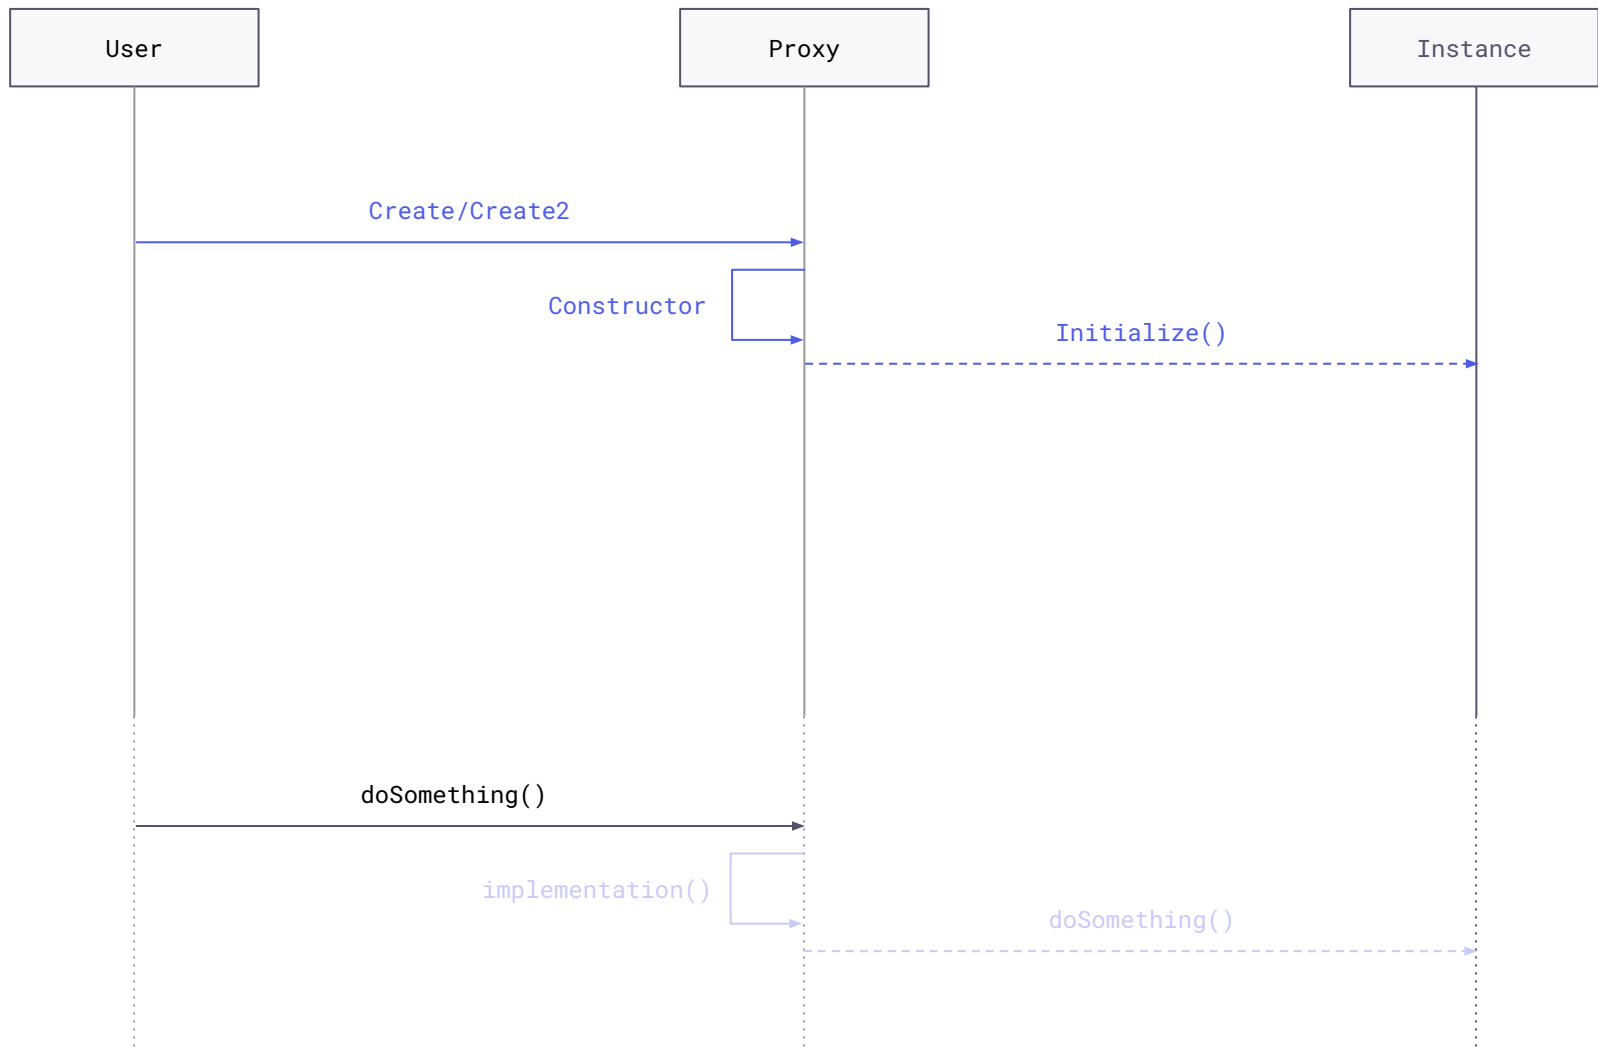 User
Proxy
Instance
Create/Create2
Constructor
Initialize()
doSomething()
implementation()
doSomething()